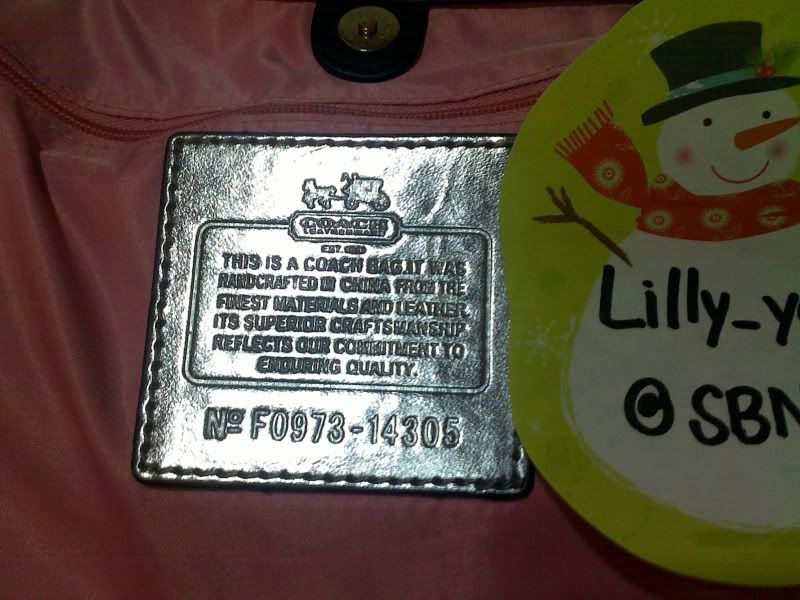 COACH
LEATHERWARE
EST. 1941
THIS IS A COACH BAG.IT WAS
HANDCRAFTED IN CHINA FROM THE
FINEST MATERIALS AND LEATHER.
ITS SUPERIOR CRAFTSMANSHIP
REFLECTS OUR COMMITMENT TO
ENDURING QUALITY.
Nº F0973-14305
Lilly_y
© SBN